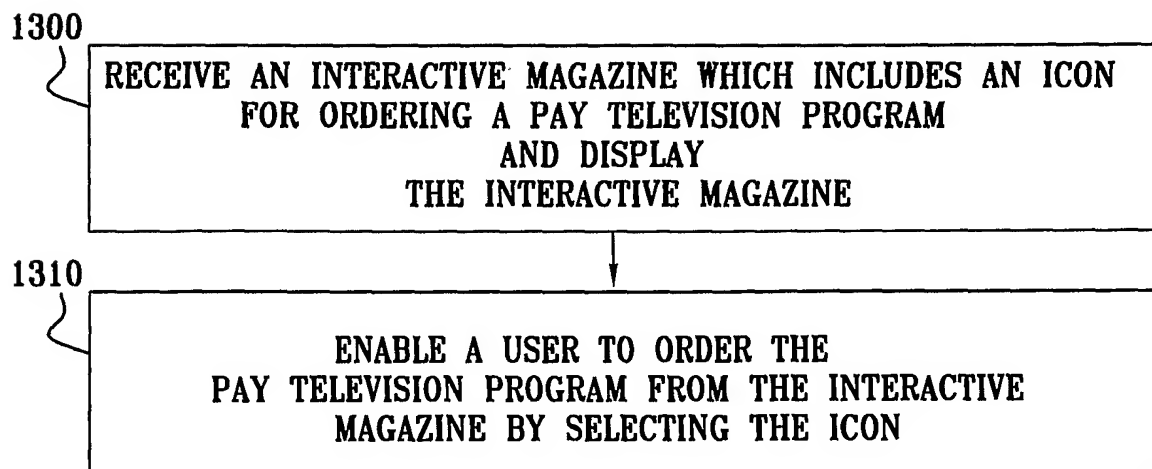 1300
RECEIVE AN INTERACTIVE MAGAZINE WHICH INCLUDES AN ICON
FOR ORDERING A PAY TELEVISION PROGRAM
AND DISPLAY
THE INTERACTIVE MAGAZINE
1310
ENABLE A USER TO ORDER THE
PAY TELEVISION PROGRAM FROM THE INTERACTIVE
MAGAZINE BY SELECTING THE ICON